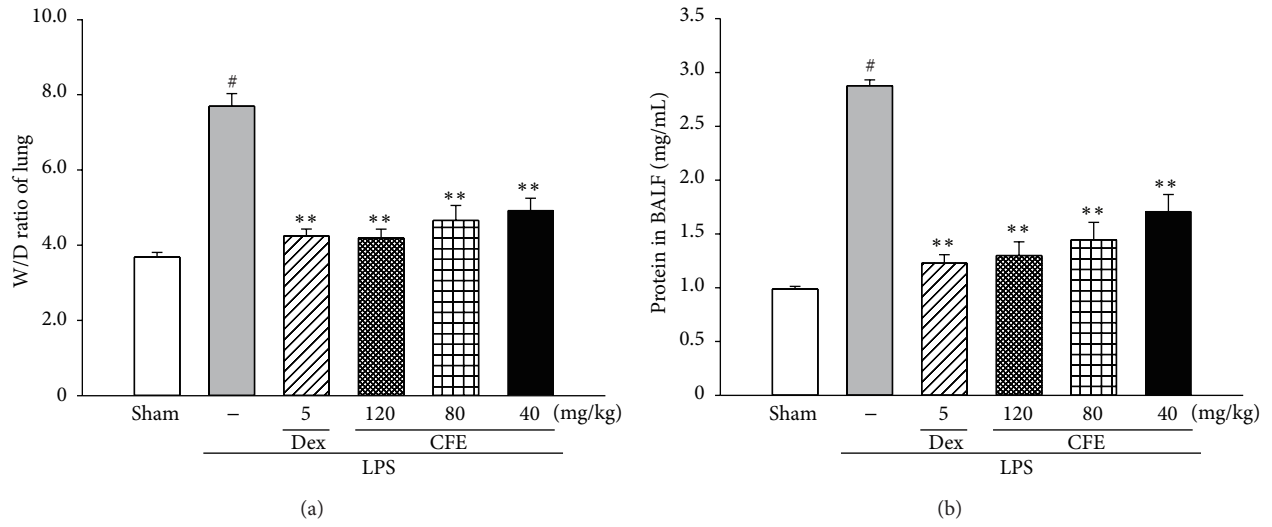 W/D ratio of lung
10.0
8.0
6.0
4.0
2.0
0
#
**
**
**
**
Sham − 5 120 80 40 (mg/kg)
Dex CFE
LPS
(a)
Protein in BALF (mg/mL)
3.5
3.0
2.5
2.0
1.5
1.0
0.5
0
#
**
**
**
**
Sham − 5 120 80 40 (mg/kg)
Dex CFE
LPS
(b)